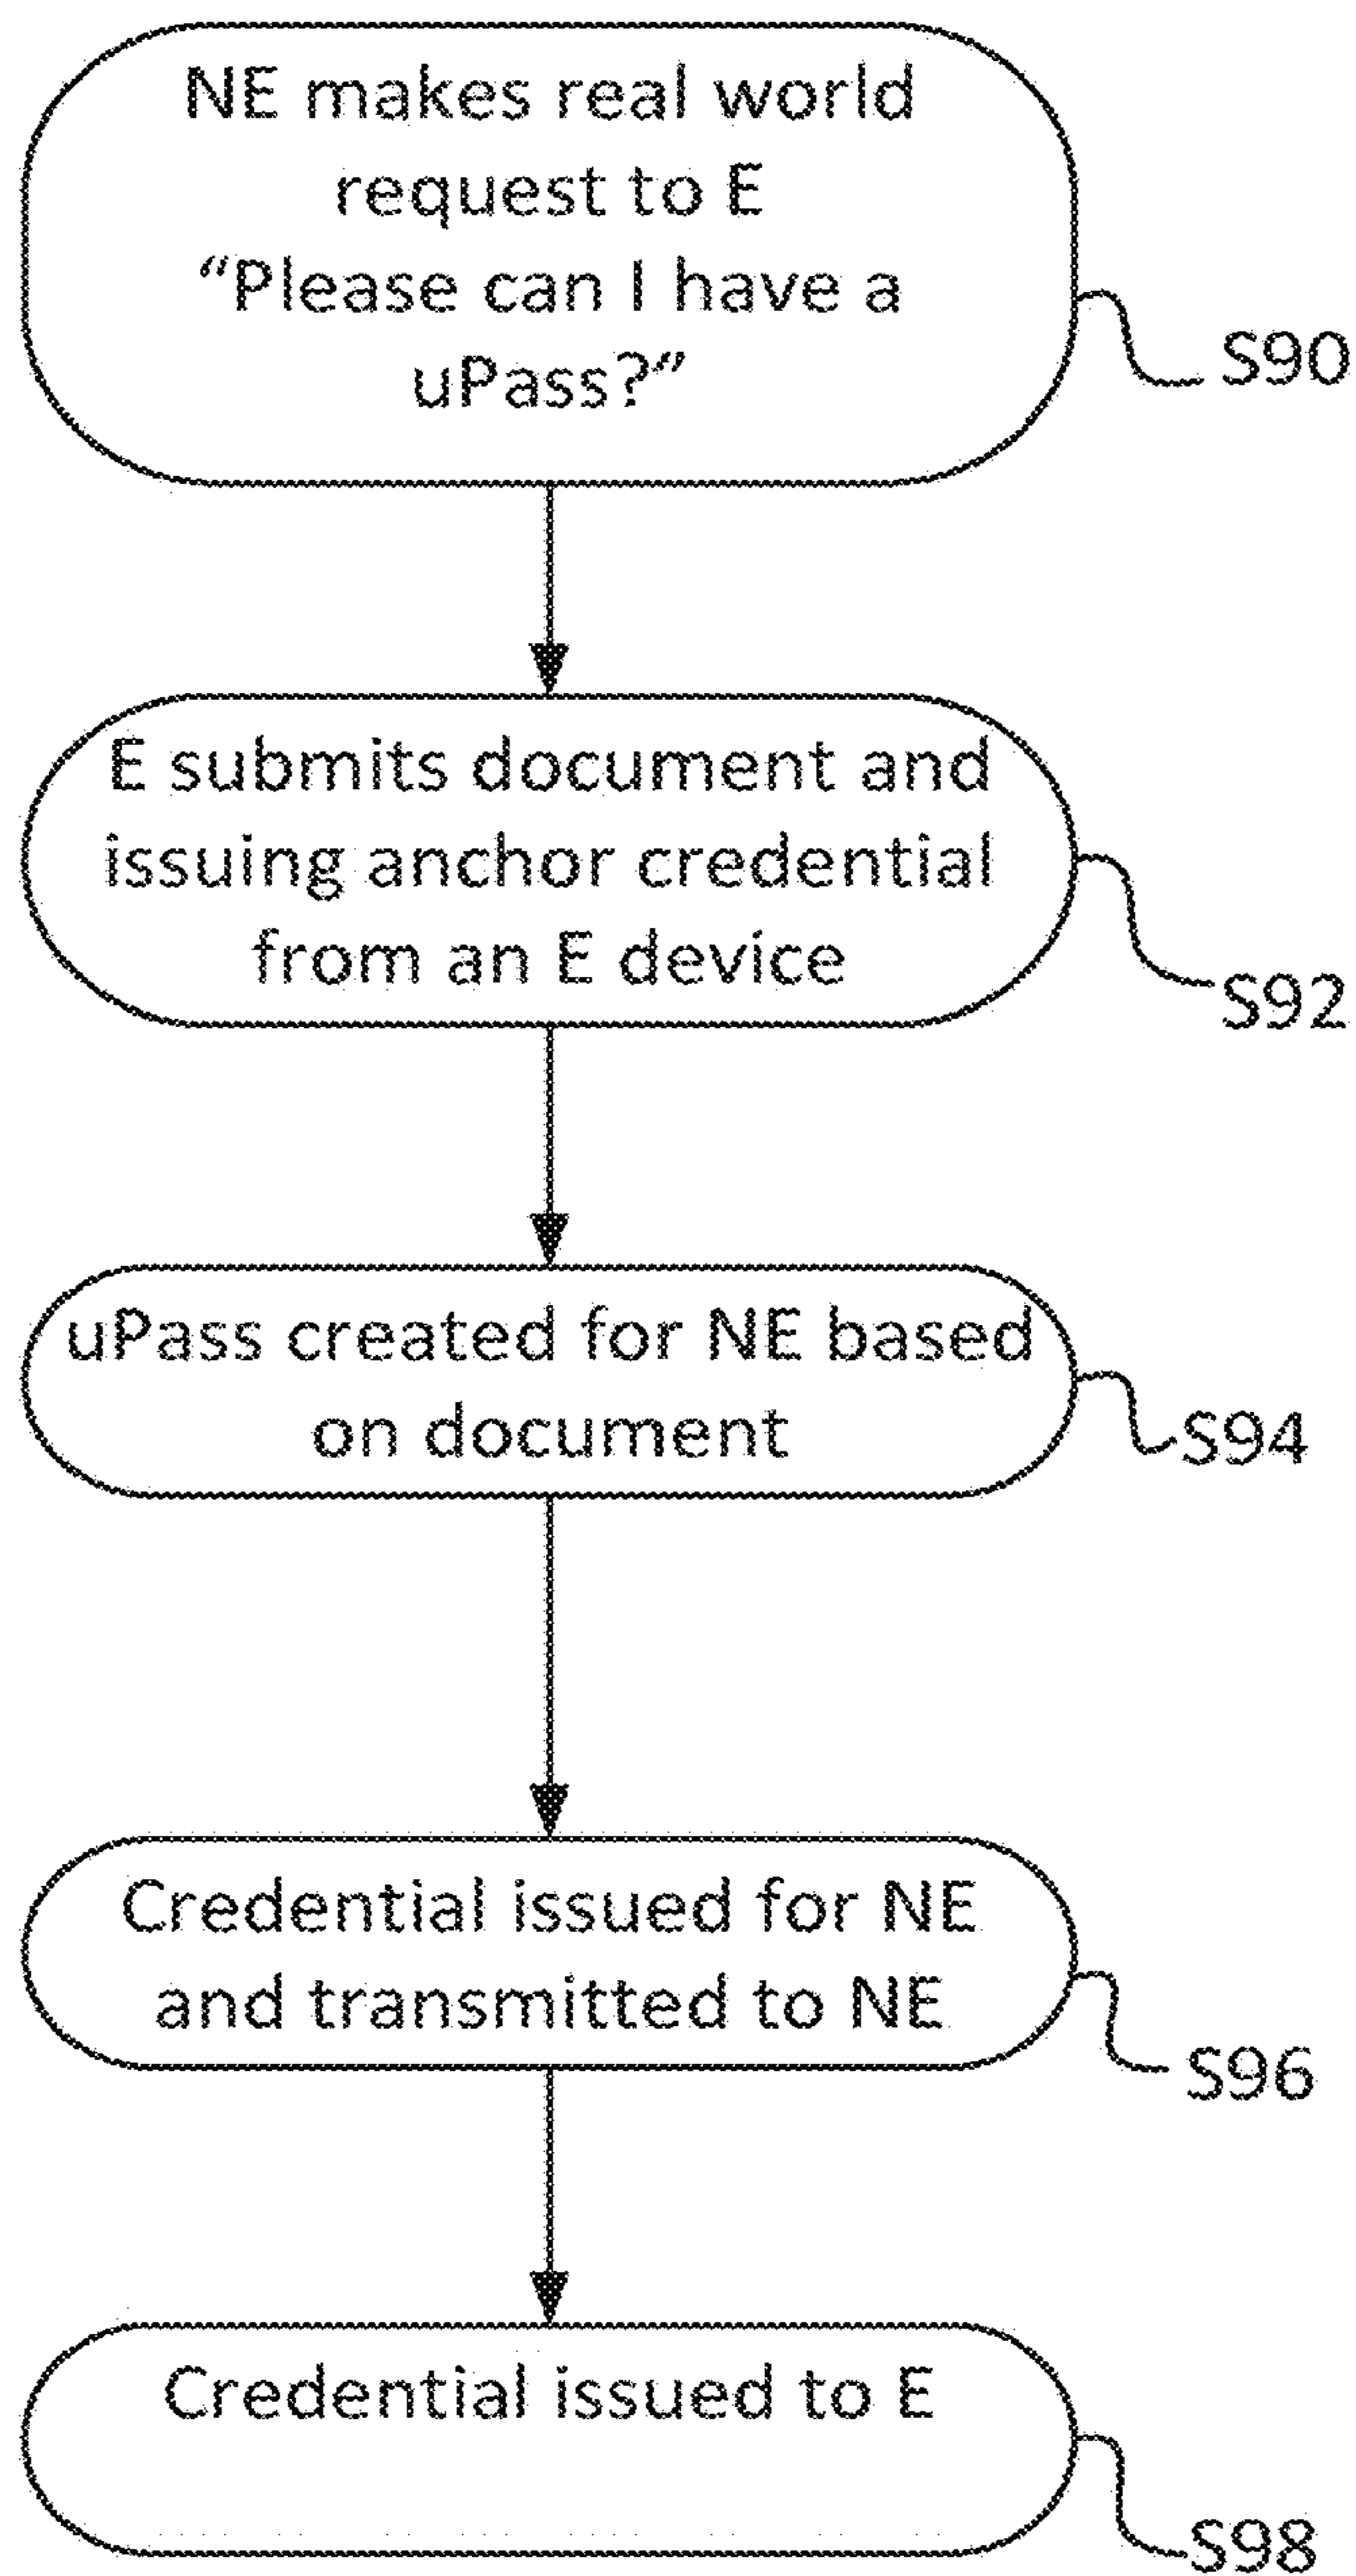 NE makes real world
request to E
“Please can I have a
uPass?”
S90
E submits document and
issuing anchor credential
from an E device
S92
uPass created for NE based
on document
S94
Credential issued for NE
and transmitted to NE
S96
Credential issued to E
S98